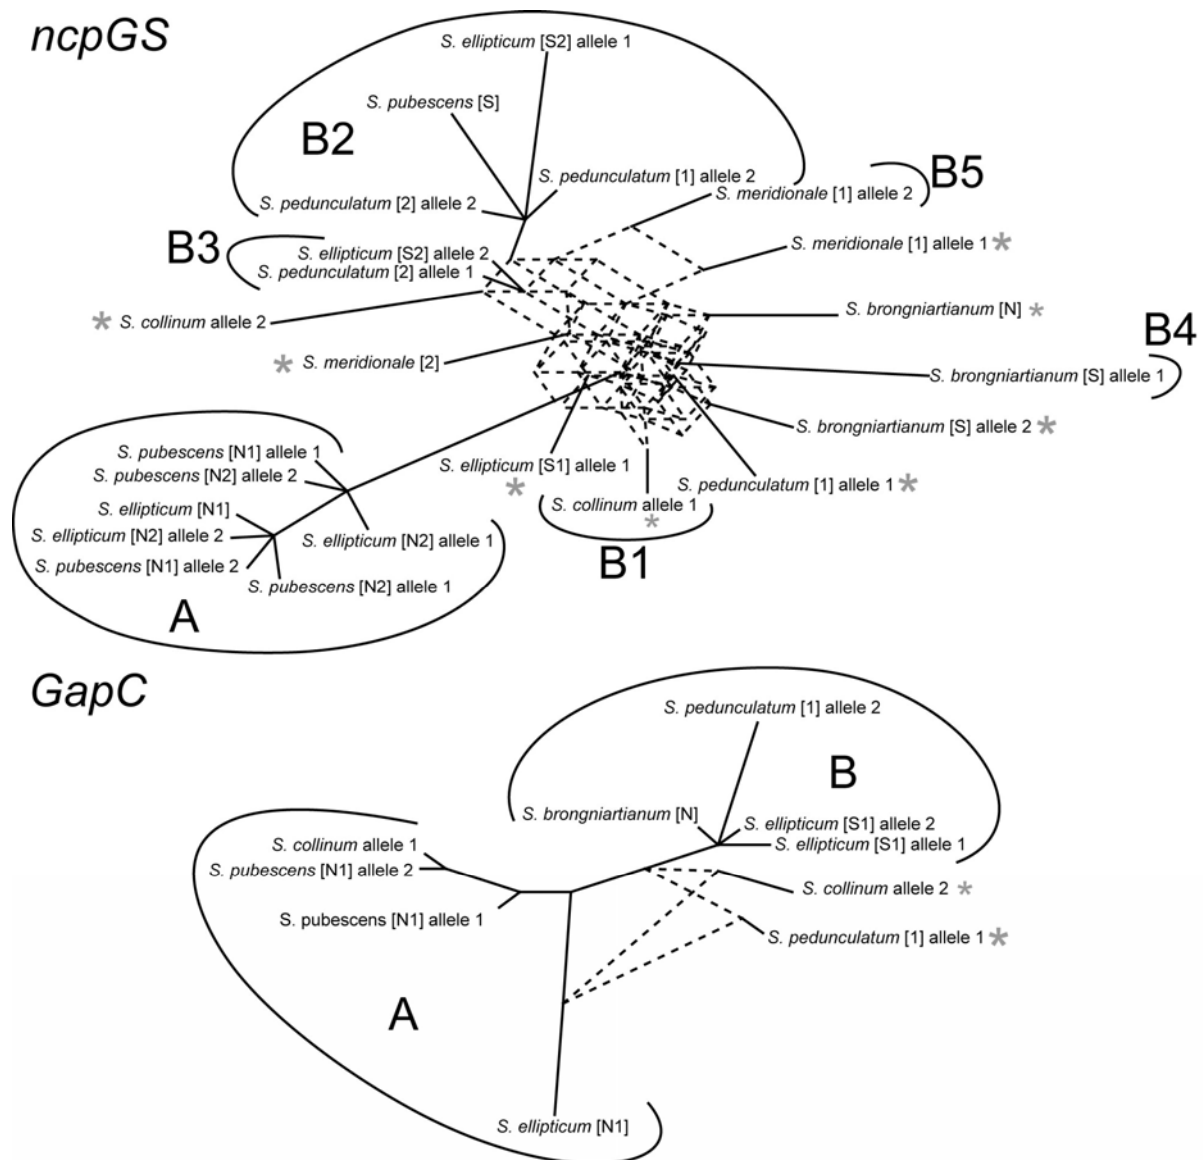 ncpGS
S. ellipticum [S2] allele 1
S. pubescens [S]
B2
S. pedunculatum [1] allele 2
B5
S. meridionale [1] allele 2
S. pedunculatum [2] allele 2
B3
S. ellipticum [S2] allele 2
S. meridionale [1] allele 1 *
S. pedunculatum [2] allele 1
S. brongniartianum [N] *
* S. collinum allele 2
B4
* S. meridionale [2]
S. brongniartianum [S] allele 1
S. brongniartianum [S] allele 2 *
S. pubescens [N1] allele 1
S. ellipticum [S1] allele 1
*
S. pubescens [N2] allele 2
S. pedunculatum [1] allele 1 *
S. collinum allele 1
*
S. ellipticum [N1]
S. ellipticum [N2] allele 2
S. ellipticum [N2] allele 1
B1
S. pubescens [N1] allele 2
S. pubescens [N2] allele 1
A
GapC
S. pedunculatum [1] allele 2
B
S. brongniartianum [N]
S. ellipticum [S1] allele 2
S. ellipticum [S1] allele 1
S. collinum allele 1
S. pubescens [N1] allele 2
S. collinum allele 2 *
S. pubescens [N1] allele 1
S. pedunculatum [1] allele 1 *
A
S. ellipticum [N1]